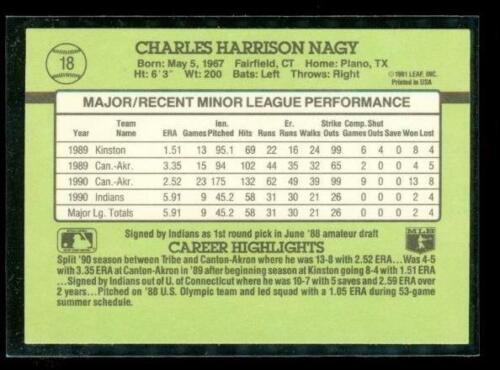 18
CHARLES HARRISON NAGY
Born: May 5, 1967 Fairfield, CT Home: Plano, TX
Ht: 6'3" Wt: 200 Bats: Left Throws: Right
©1991 LEAF, INC.
Printed in USA
MAJOR/RECENT MINOR LEAGUE PERFORMANCE
Team Inn. Er. Strike Comp. Shut
Year Name ERA Games Pitched Hits Runs Runs Walks Outs Games Outs Save Won Lost
1989 Kinston 1.51 13 95.1 69 22 16 24 99 6 4 0 8 4
1989 Can.-Akr. 3.35 15 94 102 44 35 32 65 2 0 0 4 5
1990 Can.-Akr. 2.52 23 175 132 62 49 39 99 9 0 0 13 8
1990 Indians 5.91 9 45.2 58 31 30 21 26 0 0 0 2 4
Major Lg. Totals 5.91 9 45.2 58 31 30 21 26 0 0 0 2 4
Signed by Indians as 1st round pick in June '88 amateur draft
CAREER HIGHLIGHTS
MLB
Split '90 season between Tribe and Canton-Akron where he was 13-8 with 2.52 ERA...Was 4-5
with 3.35 ERA at Canton-Akron in '89 after beginning season at Kinston going 8-4 with 1.51 ERA
...Signed by Indians out of U. of Connecticut where he was 10-7 with 5 saves and 2.59 ERA over
2 years...Pitched on '88 U.S. Olympic team and led squad with a 1.05 ERA during 53-game
summer schedule.